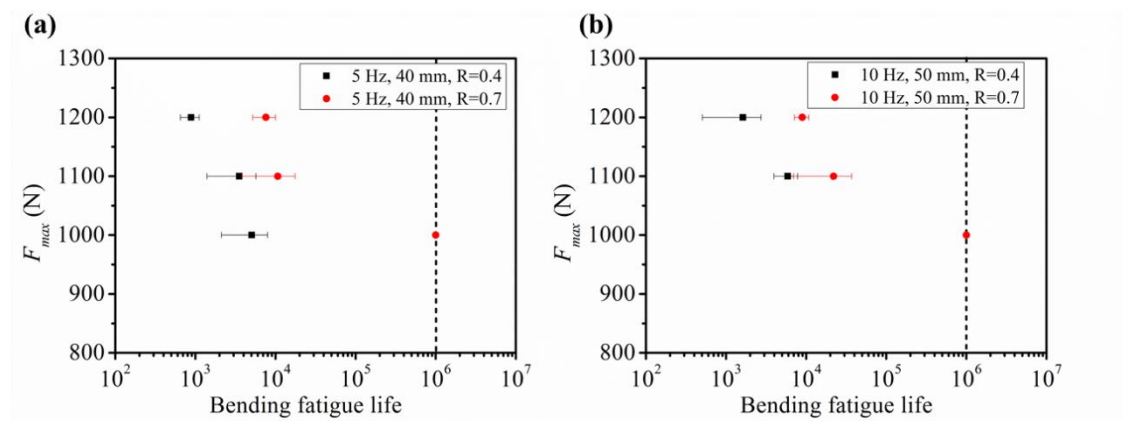 (a)
1300
1200
1100
1000
900
800
F_max (N)
5 Hz, 40 mm, R=0.4
5 Hz, 40 mm, R=0.7
10² 10³ 10⁴ 10⁵ 10⁶ 10⁷
Bending fatigue life
(b)
1300
1200
1100
1000
900
800
F_max (N)
10 Hz, 50 mm, R=0.4
10 Hz, 50 mm, R=0.7
10² 10³ 10⁴ 10⁵ 10⁶ 10⁷
Bending fatigue life